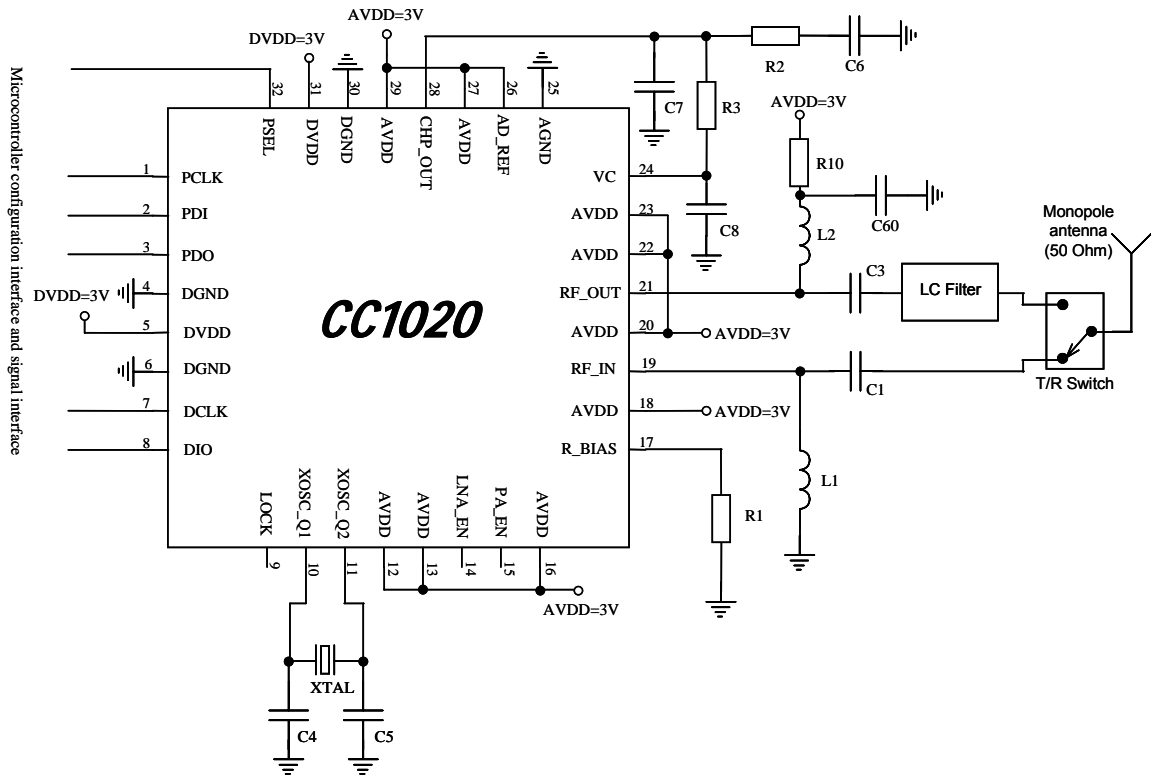 Microcontroller configuration interface and signal interface
AVDD=3V
DVDD=3V
32
31
30
29
28
27
26
25
PSEL
DVDD
DGND
AVDD
CHP_OUT
AVDD
AD_REF
AGND
C7
R3
R2
C6
AVDD=3V
R10
L2
C60
1 PCLK
2 PDI
3 PDO
4 DGND
DVDD=3V
5 DVDD
6 DGND
7 DCLK
8 DIO
CC1020
VC 24
AVDD 23
AVDD 22
RF_OUT 21
AVDD 20 AVDD=3V
RF_IN 19
AVDD 18 AVDD=3V
R_BIAS 17
C8
C3
LC Filter
Monopole
antenna
(50 Ohm)
T/R Switch
C1
L1
R1
LOCK
XOSC_Q1
XOSC_Q2
AVDD
AVDD
LNA_EN
PA_EN
AVDD
9
10
11
12
13
14
15
16
AVDD=3V
XTAL
C4
C5